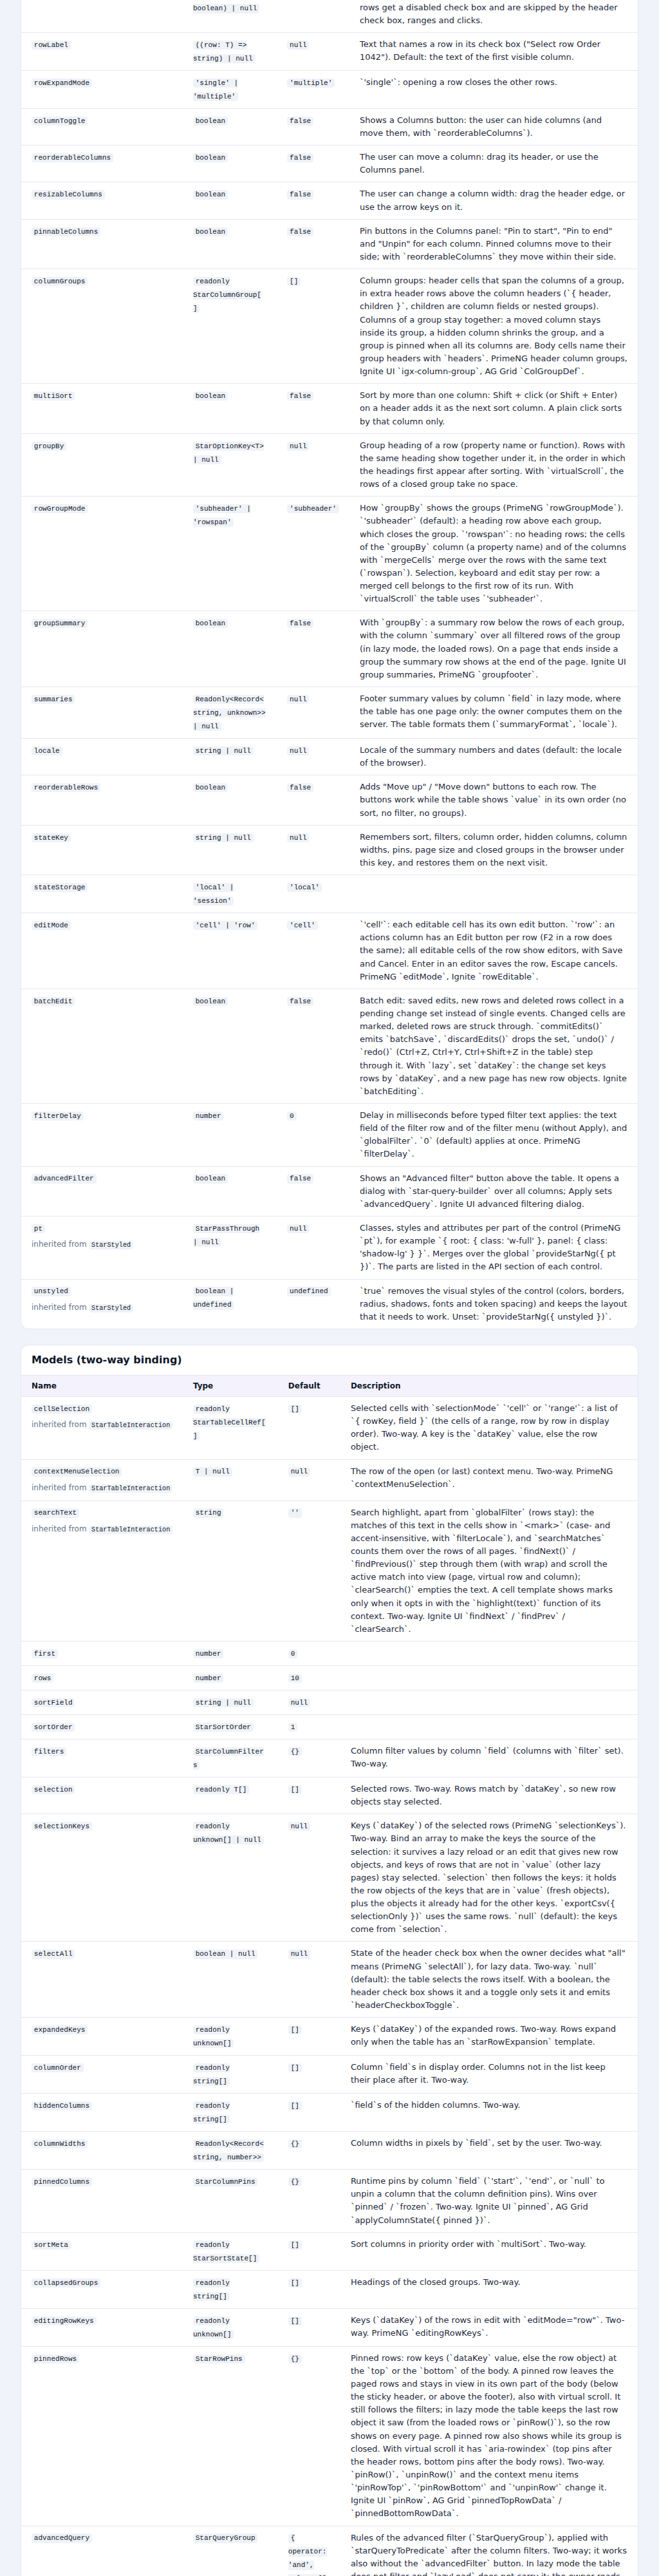 boolean) | null rows get a disabled check box and are skipped by the header
check box, ranges and clicks.
rowLabel ((row: T) => null Text that names a row in its check box ("Select row Order
string) | null 1042"). Default: the text of the first visible column.
rowExpandMode 'single' | 'multiple' `'single'`: opening a row closes the other rows.
'multiple'
columnToggle boolean false Shows a Columns button: the user can hide columns (and
move them, with `reorderableColumns`).
reorderableColumns boolean false The user can move a column: drag its header, or use the
Columns panel.
resizableColumns boolean false The user can change a column width: drag the header edge, or
use the arrow keys on it.
pinnableColumns boolean false Pin buttons in the Columns panel: "Pin to start", "Pin to end"
and "Unpin" for each column. Pinned columns move to their
side; with `reorderableColumns` they move within their side.
columnGroups readonly [] Column groups: header cells that span the columns of a group,
StarColumnGroup[ in extra header rows above the column headers (`{ header,
] children }`, children are column fields or nested groups).
Columns of a group stay together: a moved column stays
inside its group, a hidden column shrinks the group, and a
group is pinned when all its columns are. Body cells name their
group headers with `headers`. PrimeNG header column groups,
Ignite UI `igx-column-group`, AG Grid `ColGroupDef`.
multiSort boolean false Sort by more than one column: Shift + click (or Shift + Enter)
on a header adds it as the next sort column. A plain click sorts
by that column only.
groupBy StarOptionKey<T> null Group heading of a row (property name or function). Rows with
| null the same heading show together under it, in the order in which
the headings first appear after sorting. With `virtualScroll`, the
rows of a closed group take no space.
rowGroupMode 'subheader' | 'subheader' How `groupBy` shows the groups (PrimeNG `rowGroupMode`).
'rowspan' `'subheader'` (default): a heading row above each group,
which closes the group. `'rowspan'`: no heading rows; the cells
of the `groupBy` column (a property name) and of the columns
with `mergeCells` merge over the rows with the same text
(`rowspan`). Selection, keyboard and edit stay per row: a
merged cell belongs to the first row of its run. With
`virtualScroll` the table uses `'subheader'`.
groupSummary boolean false With `groupBy`: a summary row below the rows of each group,
with the column `summary` over all filtered rows of the group
(in lazy mode, the loaded rows). On a page that ends inside a
group the summary row shows at the end of the page. Ignite UI
group summaries, PrimeNG `groupfooter`.
summaries Readonly<Record< null Footer summary values by column `field` in lazy mode, where
string, unknown>> the table has one page only: the owner computes them on the
| null server. The table formats them (`summaryFormat`, `locale`).
locale string | null null Locale of the summary numbers and dates (default: the locale
of the browser).
reorderableRows boolean false Adds "Move up" / "Move down" buttons to each row. The
buttons work while the table shows `value` in its own order (no
sort, no filter, no groups).
stateKey string | null null Remembers sort, filters, column order, hidden columns, column
widths, pins, page size and closed groups in the browser under
this key, and restores them on the next visit.
stateStorage 'local' | 'local'
'session'
editMode 'cell' | 'row' 'cell' `'cell'`: each editable cell has its own edit button. `'row'`: an
actions column has an Edit button per row (F2 in a row does
the same); all editable cells of the row show editors, with Save
and Cancel. Enter in an editor saves the row, Escape cancels.
PrimeNG `editMode`, Ignite `rowEditable`.
batchEdit boolean false Batch edit: saved edits, new rows and deleted rows collect in a
pending change set instead of single events. Changed cells are
marked, deleted rows are struck through. `commitEdits()`
emits `batchSave`, `discardEdits()` drops the set, `undo()` /
`redo()` (Ctrl+Z, Ctrl+Y, Ctrl+Shift+Z in the table) step
through it. With `lazy`, set `dataKey`: the change set keys
rows by `dataKey`, and a new page has new row objects. Ignite
`batchEditing`.
filterDelay number 0 Delay in milliseconds before typed filter text applies: the text
field of the filter row and of the filter menu (without Apply), and
`globalFilter`. `0` (default) applies at once. PrimeNG
`filterDelay`.
advancedFilter boolean false Shows an "Advanced filter" button above the table. It opens a
dialog with `star-query-builder` over all columns; Apply sets
`advancedQuery`. Ignite UI advanced filtering dialog.
pt StarPassThrough null Classes, styles and attributes per part of the control (PrimeNG
inherited from StarStyled | null `pt`), for example `{ root: { class: 'w-full' }, panel: { class:
'shadow-lg' } }`. Merges over the global `provideStarNg({ pt
})`. The parts are listed in the API section of each control.
unstyled boolean | undefined `true` removes the visual styles of the control (colors, borders,
inherited from StarStyled undefined radius, shadows, fonts and token spacing) and keeps the layout
that it needs to work. Unset: `provideStarNg({ unstyled })`.
Models (two-way binding)
Name Type Default Description
cellSelection readonly [] Selected cells with `selectionMode` `'cell'` or `'range'`: a list of
inherited from StarTableInteraction StarTableCellRef[ `{ rowKey, field }` (the cells of a range, row by row in display
] order). Two-way. A key is the `dataKey` value, else the row
object.
contextMenuSelection T | null null The row of the open (or last) context menu. Two-way. PrimeNG
inherited from StarTableInteraction `contextMenuSelection`.
searchText string '' Search highlight, apart from `globalFilter` (rows stay): the
inherited from StarTableInteraction matches of this text in the cells show in `<mark>` (case- and
accent-insensitive, with `filterLocale`), and `searchMatches`
counts them over the rows of all pages. `findNext()` /
`findPrevious()` step through them (with wrap) and scroll the
active match into view (page, virtual row and column);
`clearSearch()` empties the text. A cell template shows marks
only when it opts in with the `highlight(text)` function of its
context. Two-way. Ignite UI `findNext` / `findPrev` /
`clearSearch`.
first number 0
rows number 10
sortField string | null null
sortOrder StarSortOrder 1
filters StarColumnFilter {} Column filter values by column `field` (columns with `filter` set).
s Two-way.
selection readonly T[] [] Selected rows. Two-way. Rows match by `dataKey`, so new row
objects stay selected.
selectionKeys readonly null Keys (`dataKey`) of the selected rows (PrimeNG `selectionKeys`).
unknown[] | null Two-way. Bind an array to make the keys the source of the
selection: it survives a lazy reload or an edit that gives new row
objects, and keys of rows that are not in `value` (other lazy
pages) stay selected. `selection` then follows the keys: it holds
the row objects of the keys that are in `value` (fresh objects),
plus the objects it already had for the other keys. `exportCsv({
selectionOnly })` uses the same rows. `null` (default): the keys
come from `selection`.
selectAll boolean | null null State of the header check box when the owner decides what "all"
means (PrimeNG `selectAll`), for lazy data. Two-way. `null`
(default): the table selects the rows itself. With a boolean, the
header check box shows it and a toggle only sets it and emits
`headerCheckboxToggle`.
expandedKeys readonly [] Keys (`dataKey`) of the expanded rows. Two-way. Rows expand
unknown[] only when the table has an `starRowExpansion` template.
columnOrder readonly [] Column `field`s in display order. Columns not in the list keep
string[] their place after it. Two-way.
hiddenColumns readonly [] `field`s of the hidden columns. Two-way.
string[]
columnWidths Readonly<Record< {} Column widths in pixels by `field`, set by the user. Two-way.
string, number>>
pinnedColumns StarColumnPins {} Runtime pins by column `field` (`'start'`, `'end'`, or `null` to
unpin a column that the column definition pins). Wins over
`pinned` / `frozen`. Two-way. Ignite UI `pinned`, AG Grid
`applyColumnState({ pinned })`.
sortMeta readonly [] Sort columns in priority order with `multiSort`. Two-way.
StarSortState[]
collapsedGroups readonly [] Headings of the closed groups. Two-way.
string[]
editingRowKeys readonly [] Keys (`dataKey`) of the rows in edit with `editMode="row"`. Two-
unknown[] way. PrimeNG `editingRowKeys`.
pinnedRows StarRowPins {} Pinned rows: row keys (`dataKey` value, else the row object) at
the `top` or the `bottom` of the body. A pinned row leaves the
paged rows and stays in view in its own part of the body (below
the sticky header, or above the footer), also with virtual scroll. It
still follows the filters; in lazy mode the table keeps the last row
object it saw (from the loaded rows or `pinRow()`), so the row
shows on every page. A pinned row also shows while its group is
closed. With virtual scroll it has `aria-rowindex` (top pins after
the header rows, bottom pins after the body rows). Two-way.
`pinRow()`, `unpinRow()` and the context menu items
`'pinRowTop'`, `'pinRowBottom'` and `'unpinRow'` change it.
Ignite UI `pinRow`, AG Grid `pinnedTopRowData` /
`pinnedBottomRowData`.
advancedQuery StarQueryGroup { Rules of the advanced filter (`StarQueryGroup`), applied with
operator: `starQueryToPredicate` after the column filters. Two-way; it works
'and', also without the `advancedFilter` button. In lazy mode the table